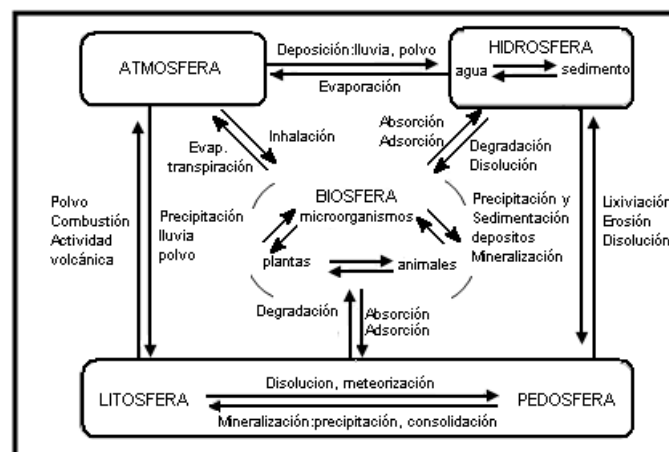 ATMOSFERA
Deposición:lluvia, polvo
Evaporación
HIDROSFERA
agua
sedimento
Evap.
transpiración
Inhalación
Absorción
Adsorción
Degradación
Disolución
Polvo
Combustión
Actividad
volcánica
Precipitación
lluvia
polvo
BIOSFERA
microorganismos
plantas
animales
Precipitación y
Sedimentación
depositos
Mineralización
Lixiviación
Erosión
Disolución
Degradación
Absorción
Adsorción
LITOSFERA
Disolucion, meteorización
Mineralización:precipitación, consolidación
PEDOSFERA